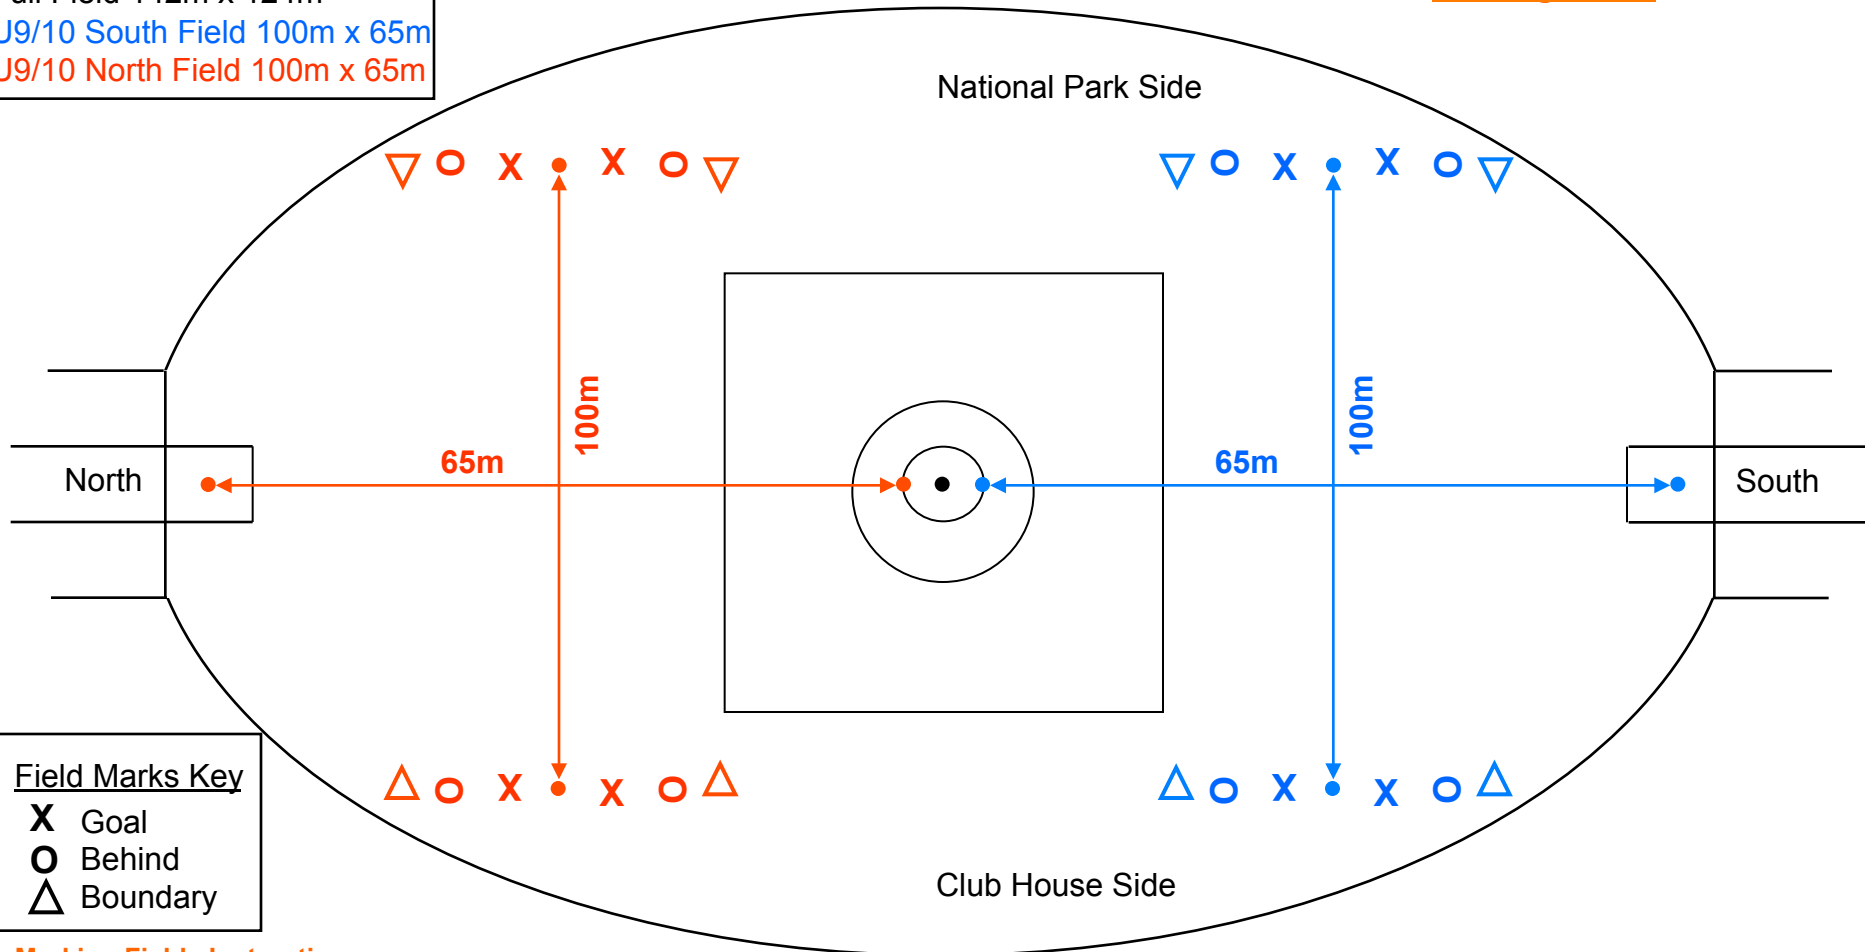 U9/10 South Field 100m x 65m
U9/10 North Field 100m x 65m
National Park Side
O X X O
O X X O
100m
100m
65m
65m
North
South
O X X O
O X X O
Field Marks Key
X Goal
O Behind
Boundary
Club House Side